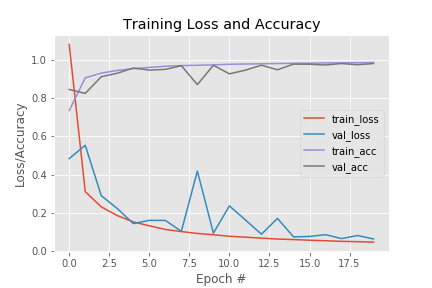 Training Loss and Accuracy
Loss/Accuracy
1.0
0.8
0.6
0.4
0.2
0.0
train_loss
val_loss
train_acc
val_acc
0.0 2.5 5.0 7.5 10.0 12.5 15.0 17.5
Epoch #